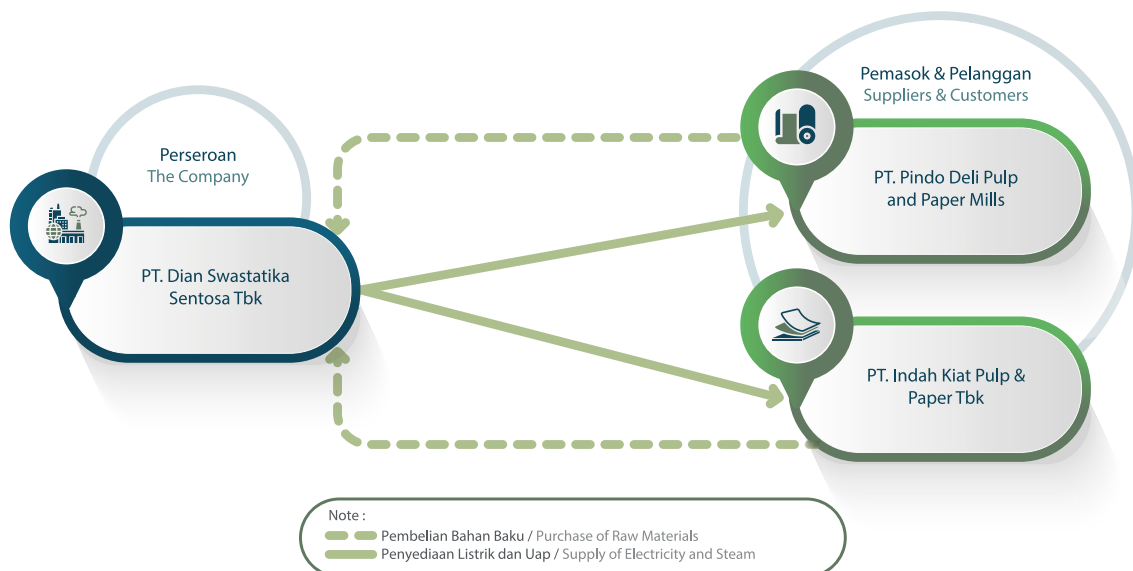 Perseroan
The Company
PT. Dian Swastatika
Sentosa Tbk
Pemasok & Pelanggan
Suppliers & Customers
PT. Pindo Deli Pulp
and Paper Mills
PT. Indah Kiat Pulp &
Paper Tbk
Note :
Pembelian Bahan Baku / Purchase of Raw Materials
Penyediaan Listrik dan Uap / Supply of Electricity and Steam